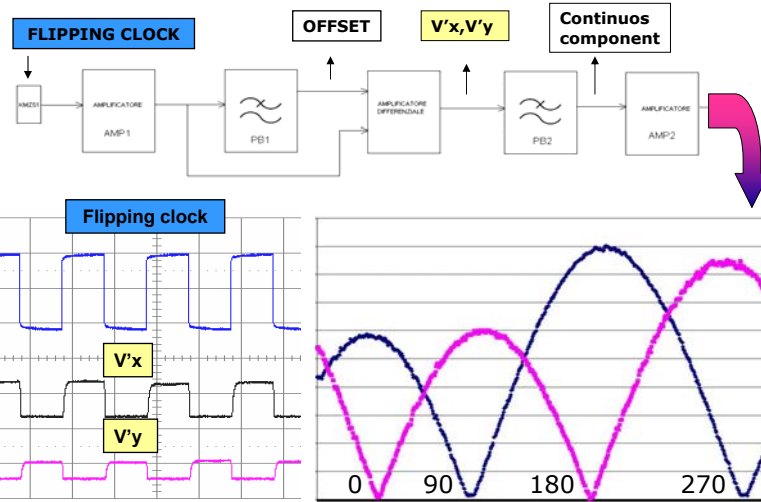 FLIPPING CLOCK
OFFSET
V'x,V'y
Continuos
component
KMZ51
AMPLIFICATORE
AMP1
PB1
AMPLIFICATORE
DIFFERENZIALE
PB2
AMPLIFICATORE
AMP2
Flipping clock
V'x
V'y
0 90 180 270